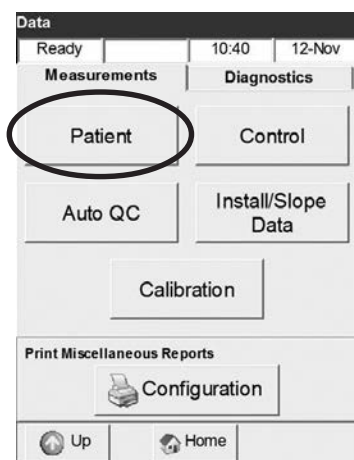 Data
Ready 10:40 12-Nov
Measurements Diagnostics
Patient Control
Auto QC Install/Slope
Data
Calibration
Print Miscellaneous Reports
Configuration
Up Home